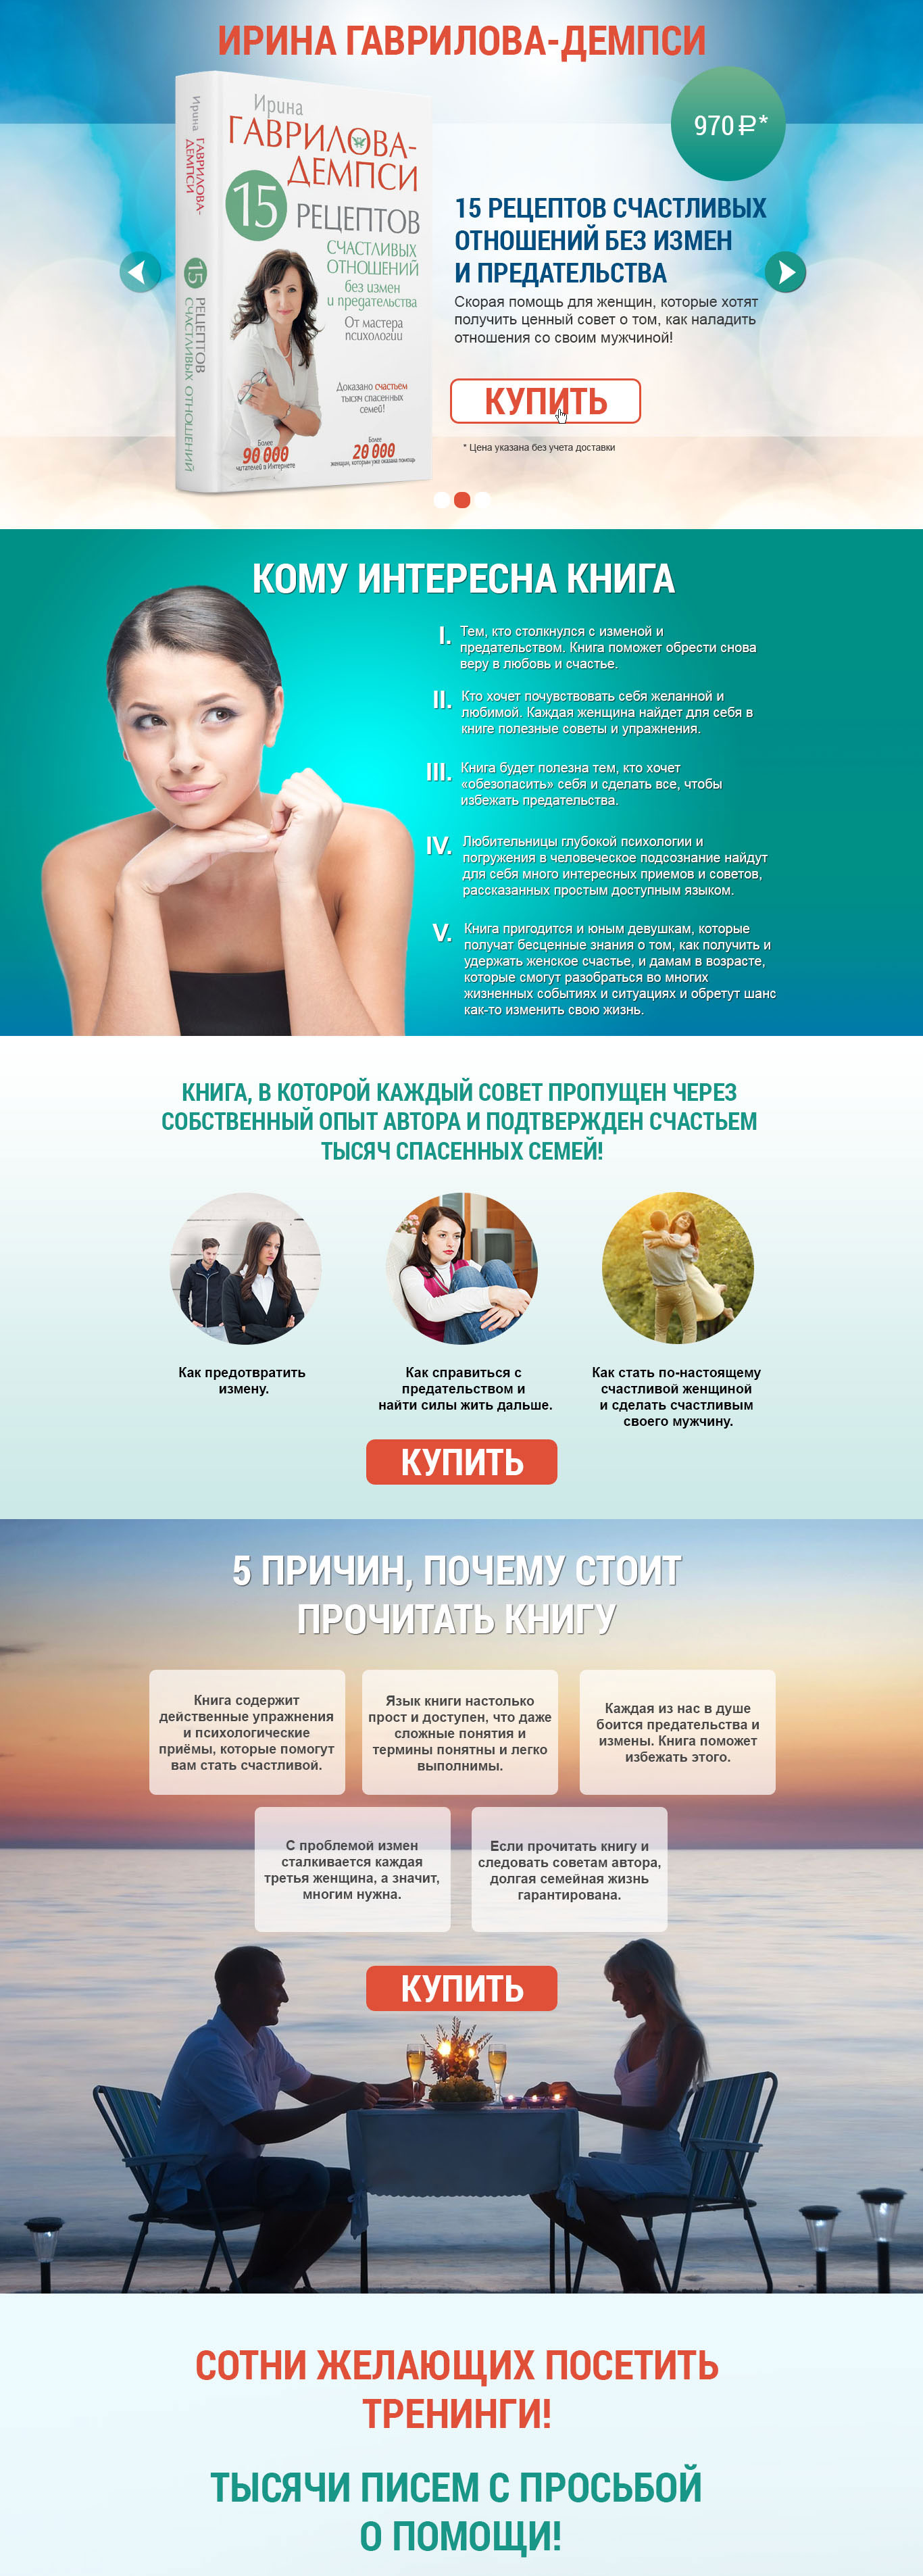 ИРИНА ГАВРИЛОВА-ДЕМПСИ
970 ₽*
Ирина
ГАВРИЛОВА-
ДЕМПСИ
15
РЕЦЕПТОВ
СЧАСТЛИВЫХ ОТНОШЕНИЙ
Ирина
ГАВРИЛОВА-
ДЕМПСИ
15 РЕЦЕПТОВ
СЧАСТЛИВЫХ
ОТНОШЕНИЙ
без измен
и предательства
От мастера
психологии
Доказано счастьем
тысяч спасенных
семей!
Более
90 000
читателей в Интернете
Более
20 000
женщин, которым уже оказана помощь
15 РЕЦЕПТОВ СЧАСТЛИВЫХ
ОТНОШЕНИЙ БЕЗ ИЗМЕН
И ПРЕДАТЕЛЬСТВА
Скорая помощь для женщин, которые хотят
получить ценный совет о том, как наладить
отношения со своим мужчиной!
КУПИТЬ
* Цена указана без учета доставки
КОМУ ИНТЕРЕСНА КНИГА
I. Тем, кто столкнулся с изменой и
предательством. Книга поможет обрести снова
веру в любовь и счастье.
II. Кто хочет почувствовать себя желанной и
любимой. Каждая женщина найдет для себя в
книге полезные советы и упражнения.
III. Книга будет полезна тем, кто хочет
«обезопасить» себя и сделать все, чтобы
избежать предательства.
IV. Любительницы глубокой психологии и
погружения в человеческое подсознание найдут
для себя много интересных приемов и советов,
рассказанных простым доступным языком.
V. Книга пригодится и юным девушкам, которые
получат бесценные знания о том, как получить и
удержать женское счастье, и дамам в возрасте,
которые смогут разобраться во многих
жизненных событиях и ситуациях и обретут шанс
как-то изменить свою жизнь.
КНИГА, В КОТОРОЙ КАЖДЫЙ СОВЕТ ПРОПУЩЕН ЧЕРЕЗ
СОБСТВЕННЫЙ ОПЫТ АВТОРА И ПОДТВЕРЖДЕН СЧАСТЬЕМ
ТЫСЯЧ СПАСЕННЫХ СЕМЕЙ!
Как предотвратить
измену.
Как справиться с
предательством и
найти силы жить дальше.
Как стать по-настоящему
счастливой женщиной
и сделать счастливым
своего мужчину.
КУПИТЬ
5 ПРИЧИН, ПОЧЕМУ СТОИТ
ПРОЧИТАТЬ КНИГУ
Книга содержит
действенные упражнения
и психологические
приёмы, которые помогут
вам стать счастливой.
Язык книги настолько
прост и доступен, что даже
сложные понятия и
термины понятны и легко
выполнимы.
Каждая из нас в душе
боится предательства и
измены. Книга поможет
избежать этого.
С проблемой измен
сталкивается каждая
третья женщина, а значит,
многим нужна.
Если прочитать книгу и
следовать советам автора,
долгая семейная жизнь
гарантирована.
КУПИТЬ
СОТНИ ЖЕЛАЮЩИХ ПОСЕТИТЬ
ТРЕНИНГИ!
ТЫСЯЧИ ПИСЕМ С ПРОСЬБОЙ
О ПОМОЩИ!